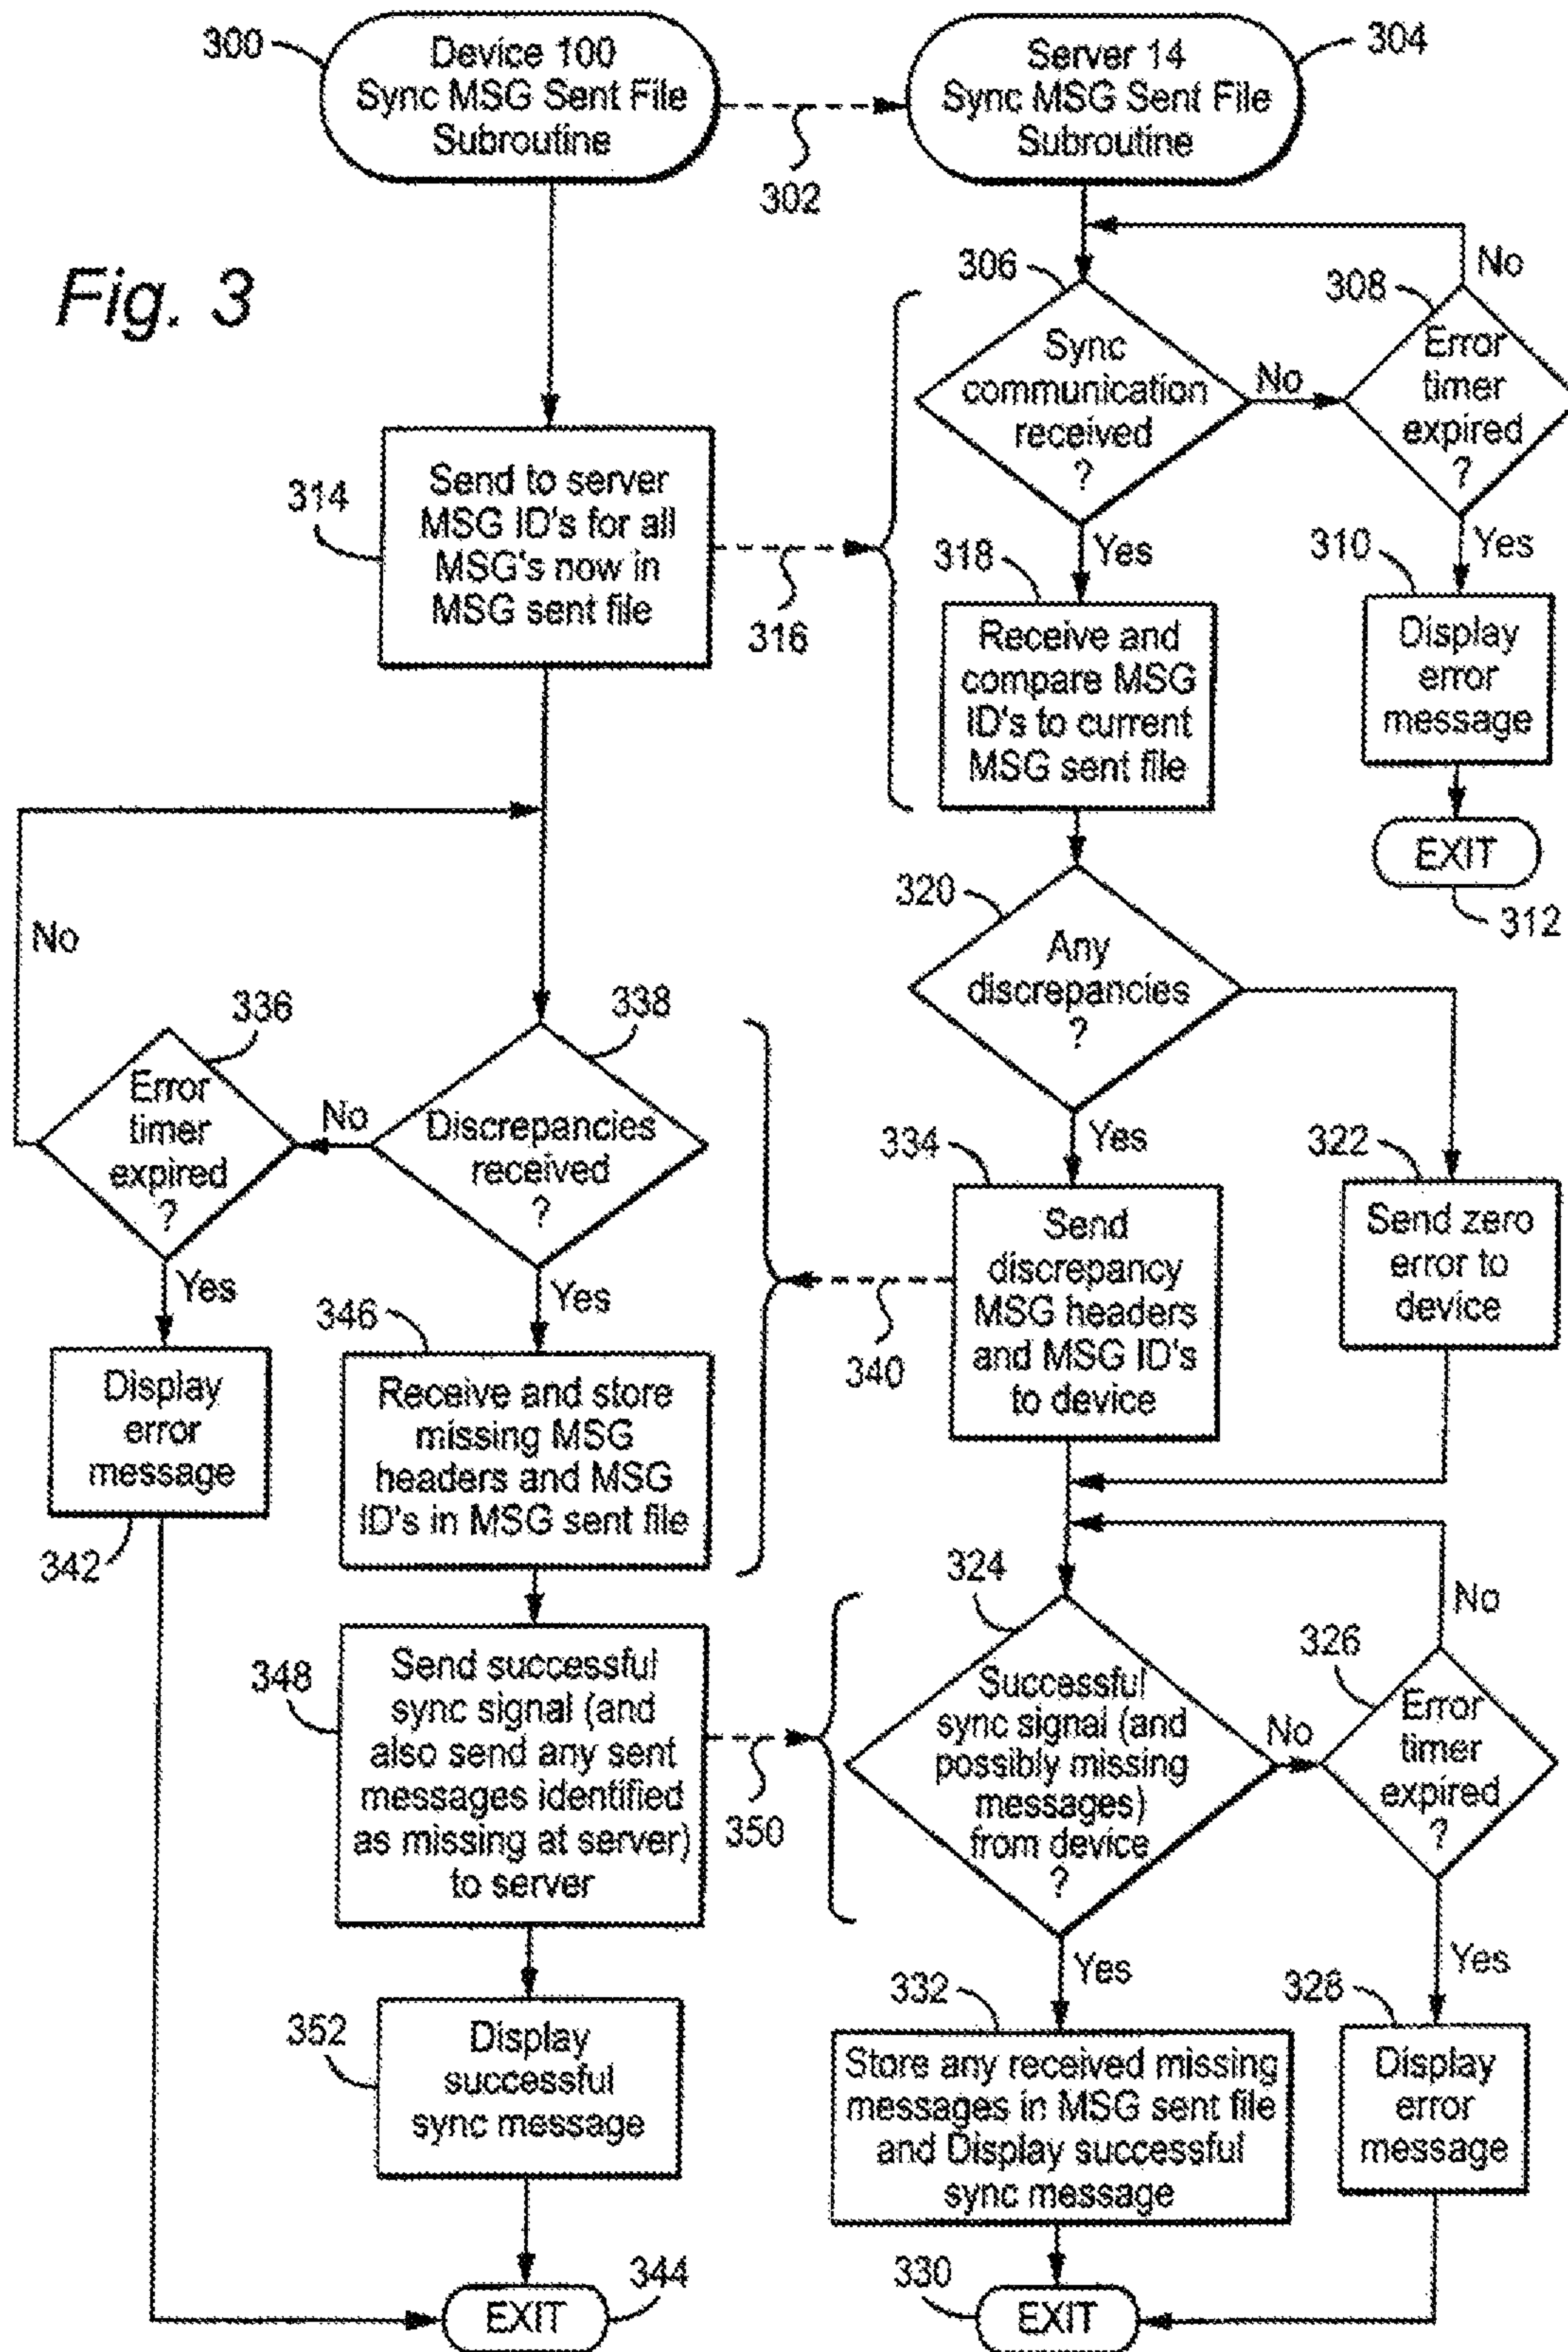 Fig. 3
300
Device 100
Sync MSG Sent File
Subroutine
302
Server 14
Sync MSG Sent File
Subroutine
304
306
Sync
communication
received
?
No
Yes
308
Error
timer
expired
?
No
Yes
310
Display
error
message
EXIT
312
314
Send to server
MSG ID's for all
MSG's now in
MSG sent file
316
318
Receive and
compare MSG
ID's to current
MSG sent file
320
Any
discrepancies
?
Yes
322
Send zero
error to
device
334
Send
discrepancy
MSG headers
and MSG ID's
to device
340
336
Error
timer
expired
?
No
Yes
338
Discrepancies
received
?
No
Yes
342
Display
error
message
346
Receive and store
missing MSG
headers and MSG
ID's in MSG sent file
348
Send successful
sync signal (and
also send any sent
messages identified
as missing at server)
to server
350
324
Successful
sync signal (and
possibly missing
messages)
from device
?
No
Yes
326
Error
timer
expired
?
No
Yes
328
Display
error
message
332
Store any received missing
messages in MSG sent file
and Display successful
sync message
352
Display
successful
sync message
EXIT
344
330
EXIT